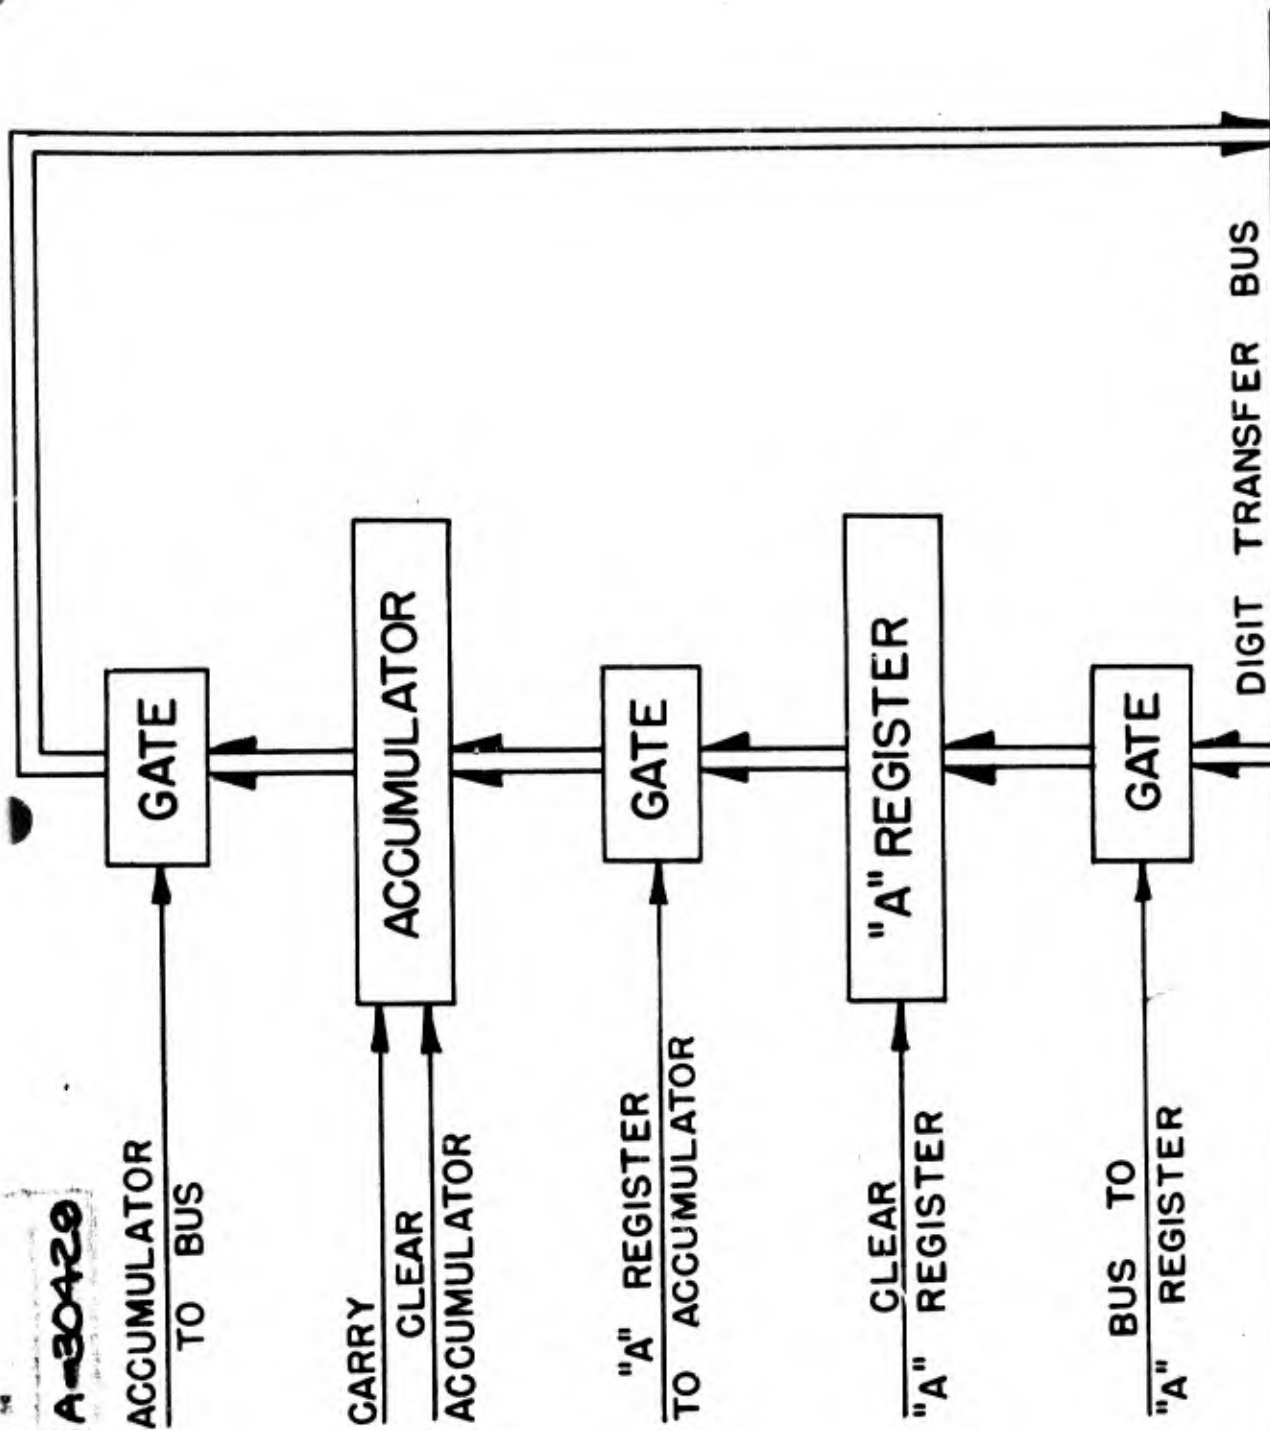 A-30428
ACCUMULATOR
TO BUS
GATE
CARRY
CLEAR
ACCUMULATOR
ACCUMULATOR
"A" REGISTER
TO ACCUMULATOR
GATE
CLEAR
"A" REGISTER
"A" REGISTER
BUS TO
"A" REGISTER
GATE
DIGIT TRANSFER BUS